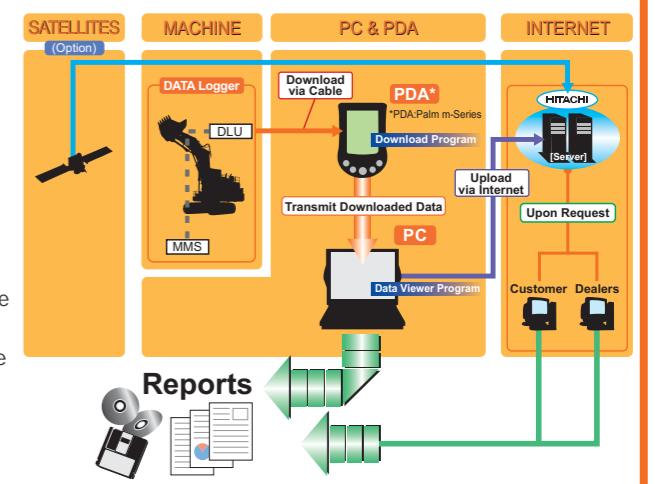 SATELLITES
(Option)
MACHINE
PC & PDA
INTERNET
DATA Logger
DLU
MMS
Download
via Cable
PDA*
*PDA:Palm m-Series
Download Program
HITACHI
[Server]
Upload
via Internet
Transmit Downloaded Data
Upon Request
PC
Data Viewer Program
Customer
Dealers
e
e
Reports